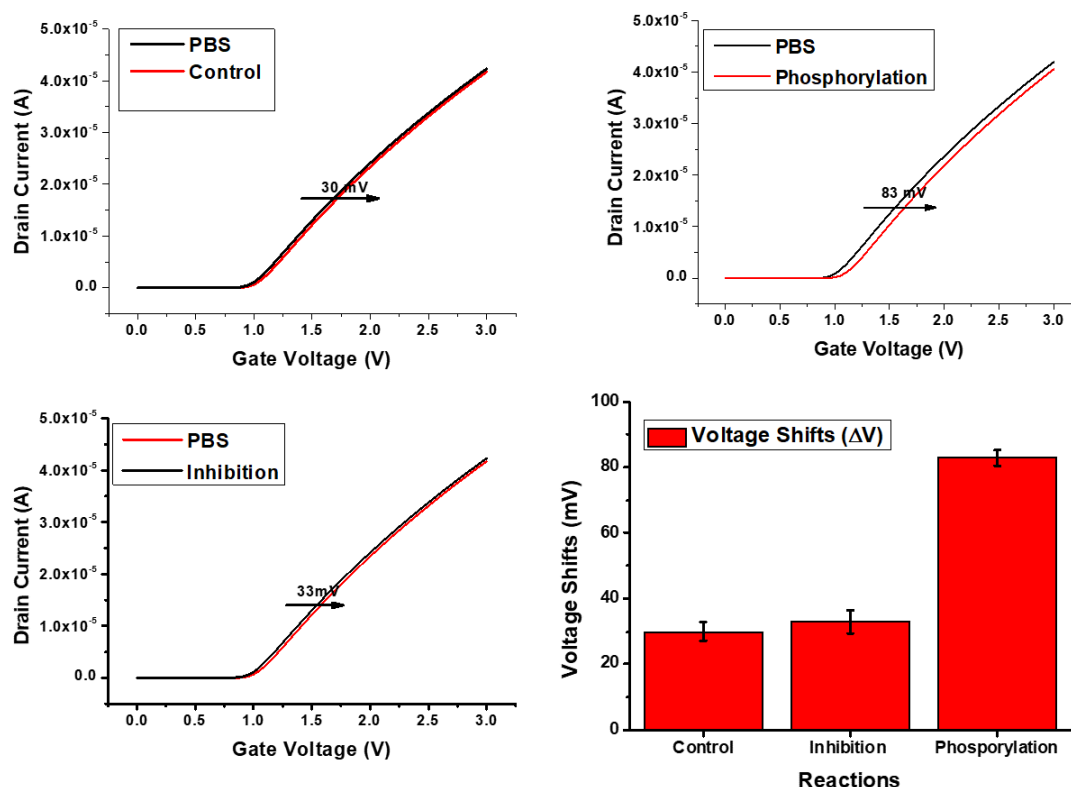 5.0x10-5
4.0x10-5
3.0x10-5
2.0x10-5
1.0x10-5
0.0
Drain Current (A)
PBS
Control
30 mV
0.0 0.5 1.0 1.5 2.0 2.5 3.0
Gate Voltage (V)
5.0x10-5
4.0x10-5
3.0x10-5
2.0x10-5
1.0x10-5
0.0
Drain Current (A)
PBS
Phosphorylation
83 mV
0.0 0.5 1.0 1.5 2.0 2.5 3.0
Gate Voltage (V)
5.0x10-5
4.0x10-5
3.0x10-5
2.0x10-5
1.0x10-5
0.0
Drain Current (A)
PBS
Inhibition
33mV
0.0 0.5 1.0 1.5 2.0 2.5 3.0
Gate Voltage (V)
100
80
60
40
20
0
Voltage Shifts (mV)
Voltage Shifts (ΔV)
Control Inhibition Phosporylation
Reactions